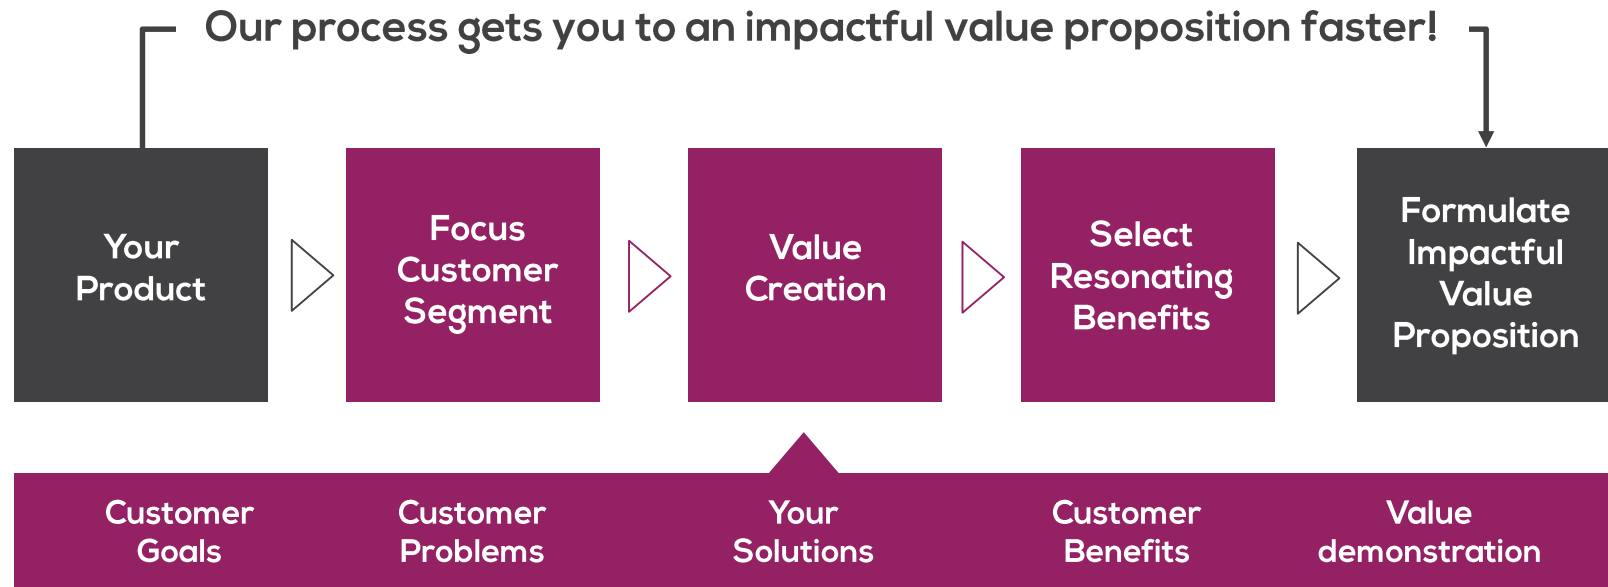 Our process gets you to an impactful value proposition faster!
Your
Product
Focus
Customer
Segment
Value
Creation
Select
Resonating
Benefits
Formulate
Impactful
Value
Proposition
Customer
Goals
Customer
Problems
Your
Solutions
Customer
Benefits
Value
demonstration